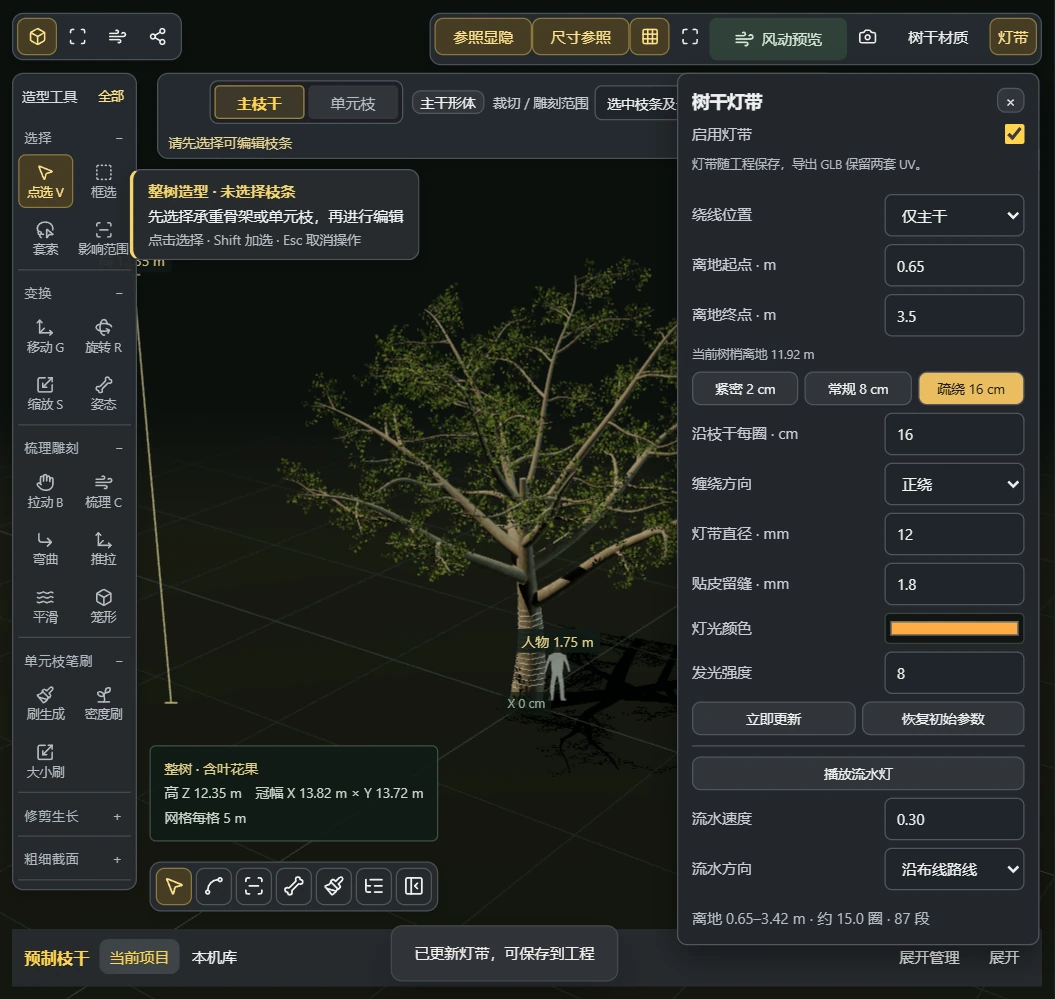 参照显隐
尺寸参照
风动预览
树干材质
灯带
造型工具 全部
选择 −
点选 V
框选
套索
影响范围
变换 −
移动 G
旋转 R
缩放 S
姿态
梳理雕刻 −
拉动 B
梳理 C
弯曲
推拉
平滑
笼形
单元枝笔刷 −
刷生成
密度刷
大小刷
修剪生长 +
粗细截面 +
主枝干
单元枝
主干形体
裁切 / 雕刻范围
选中枝条及
请先选择可编辑枝条
整树造型 · 未选择枝条
先选择承重骨架或单元枝，再进行编辑
点击选择 · Shift 加选 · Esc 取消操作
35 m
人物 1.75 m
X 0 cm
整树 · 含叶花果
高 Z 12.35 m 冠幅 X 13.82 m × Y 13.72 m
网格每格 5 m
树干灯带 ×
启用灯带
灯带随工程保存，导出 GLB 保留两套 UV。
绕线位置 仅主干
离地起点 · m 0.65
离地终点 · m 3.5
当前树梢离地 11.92 m
紧密 2 cm
常规 8 cm
疏绕 16 cm
沿枝干每圈 · cm 16
缠绕方向 正绕
灯带直径 · mm 12
贴皮留缝 · mm 1.8
灯光颜色
发光强度 8
立即更新
恢复初始参数
播放流水灯
流水速度 0.30
流水方向 沿布线路线
离地 0.65–3.42 m · 约 15.0 圈 · 87 段
预制枝干
当前项目
本机库
已更新灯带，可保存到工程
展开管理
展开